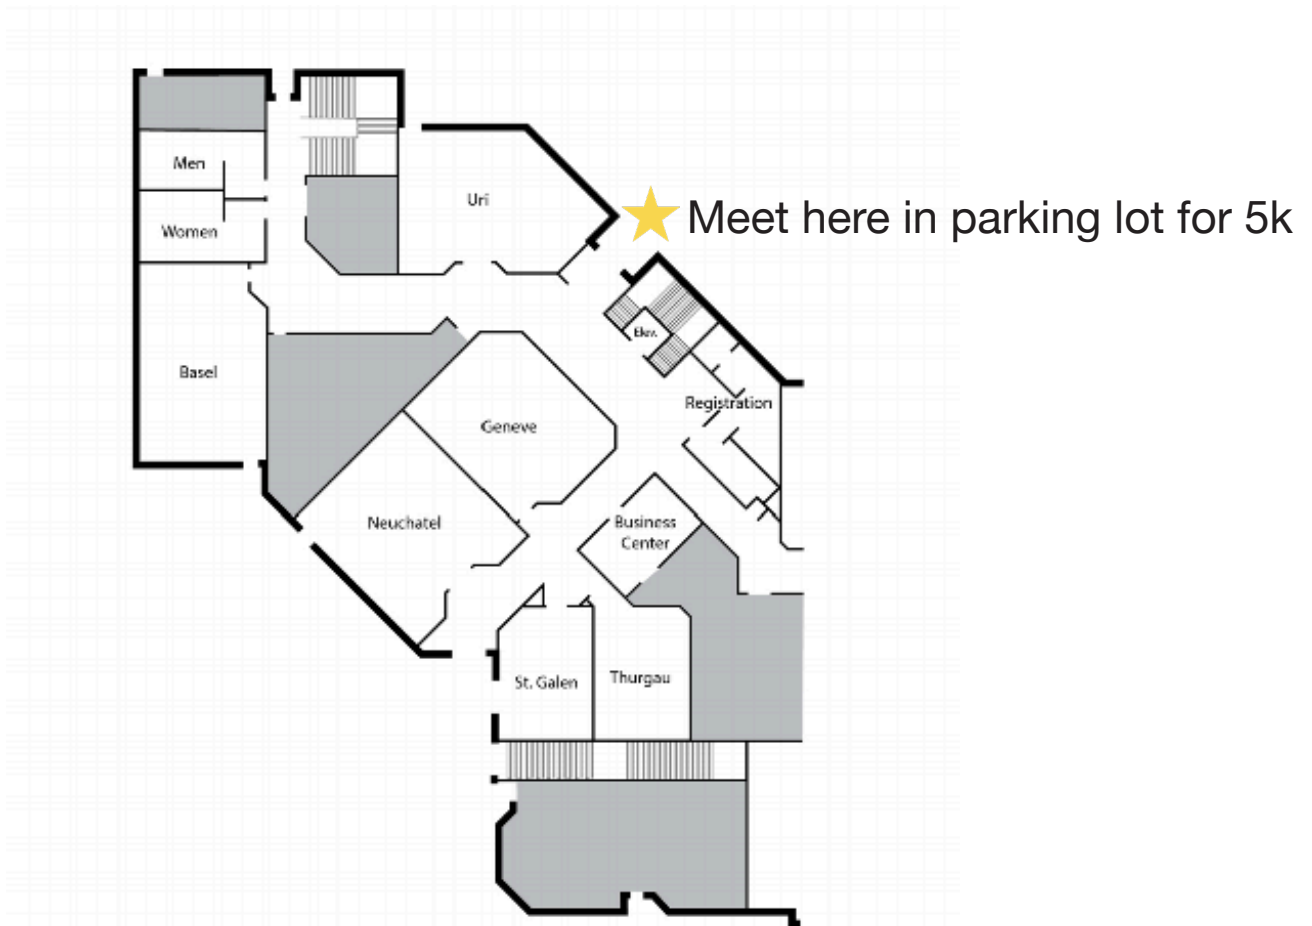 Men
Uri
Meet here in parking lot for 5k
Women
Elev.
Basel
Registration
Geneve
Neuchatel
Business
Center
St. Galen
Thurgau